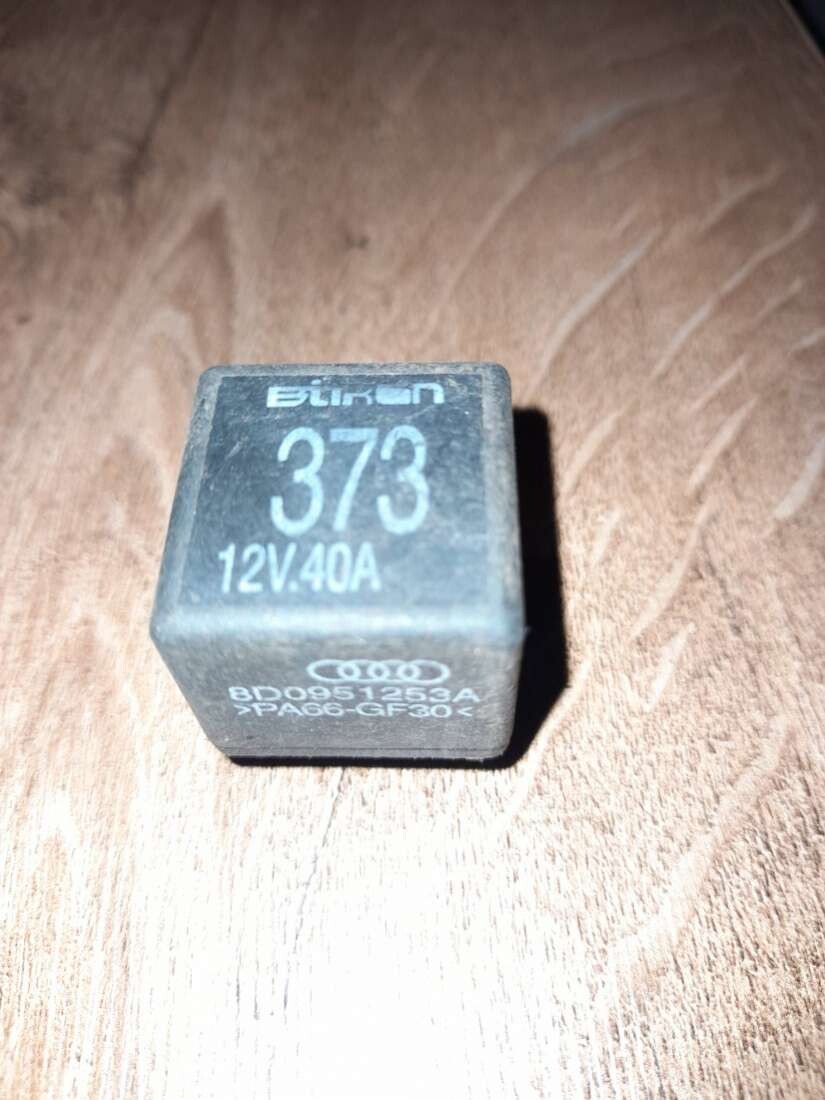 Bitron
373
12V.40A
8D0951253A
>PA66-GF30<